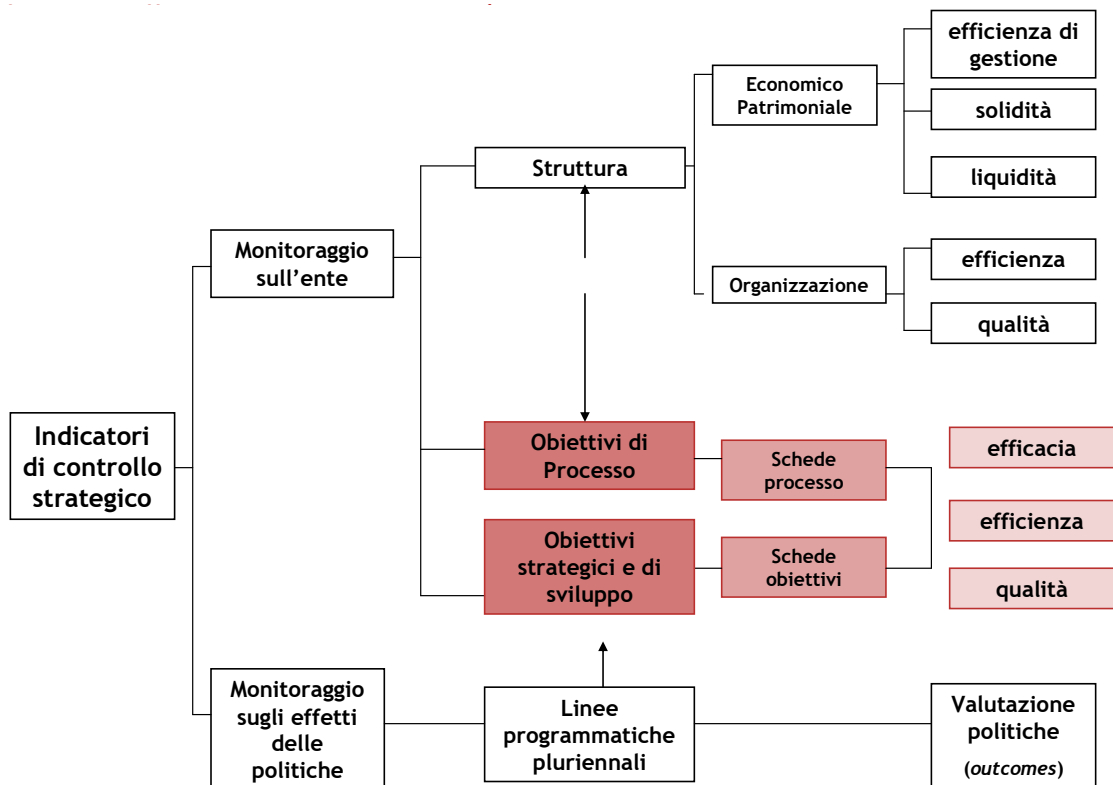 efficienza di
gestione
Economico
Patrimoniale
solidità
Struttura
liquidità
Monitoraggio
sull'ente
efficienza
Organizzazione
qualità
Indicatori
di controllo
strategico
Obiettivi di
Processo
Schede
processo
efficacia
efficienza
Obiettivi
strategici e di
sviluppo
Schede
obiettivi
qualità
Monitoraggio
sugli effetti
delle
politiche
Linee
programmatiche
pluriennali
Valutazione
politiche
(outcomes)